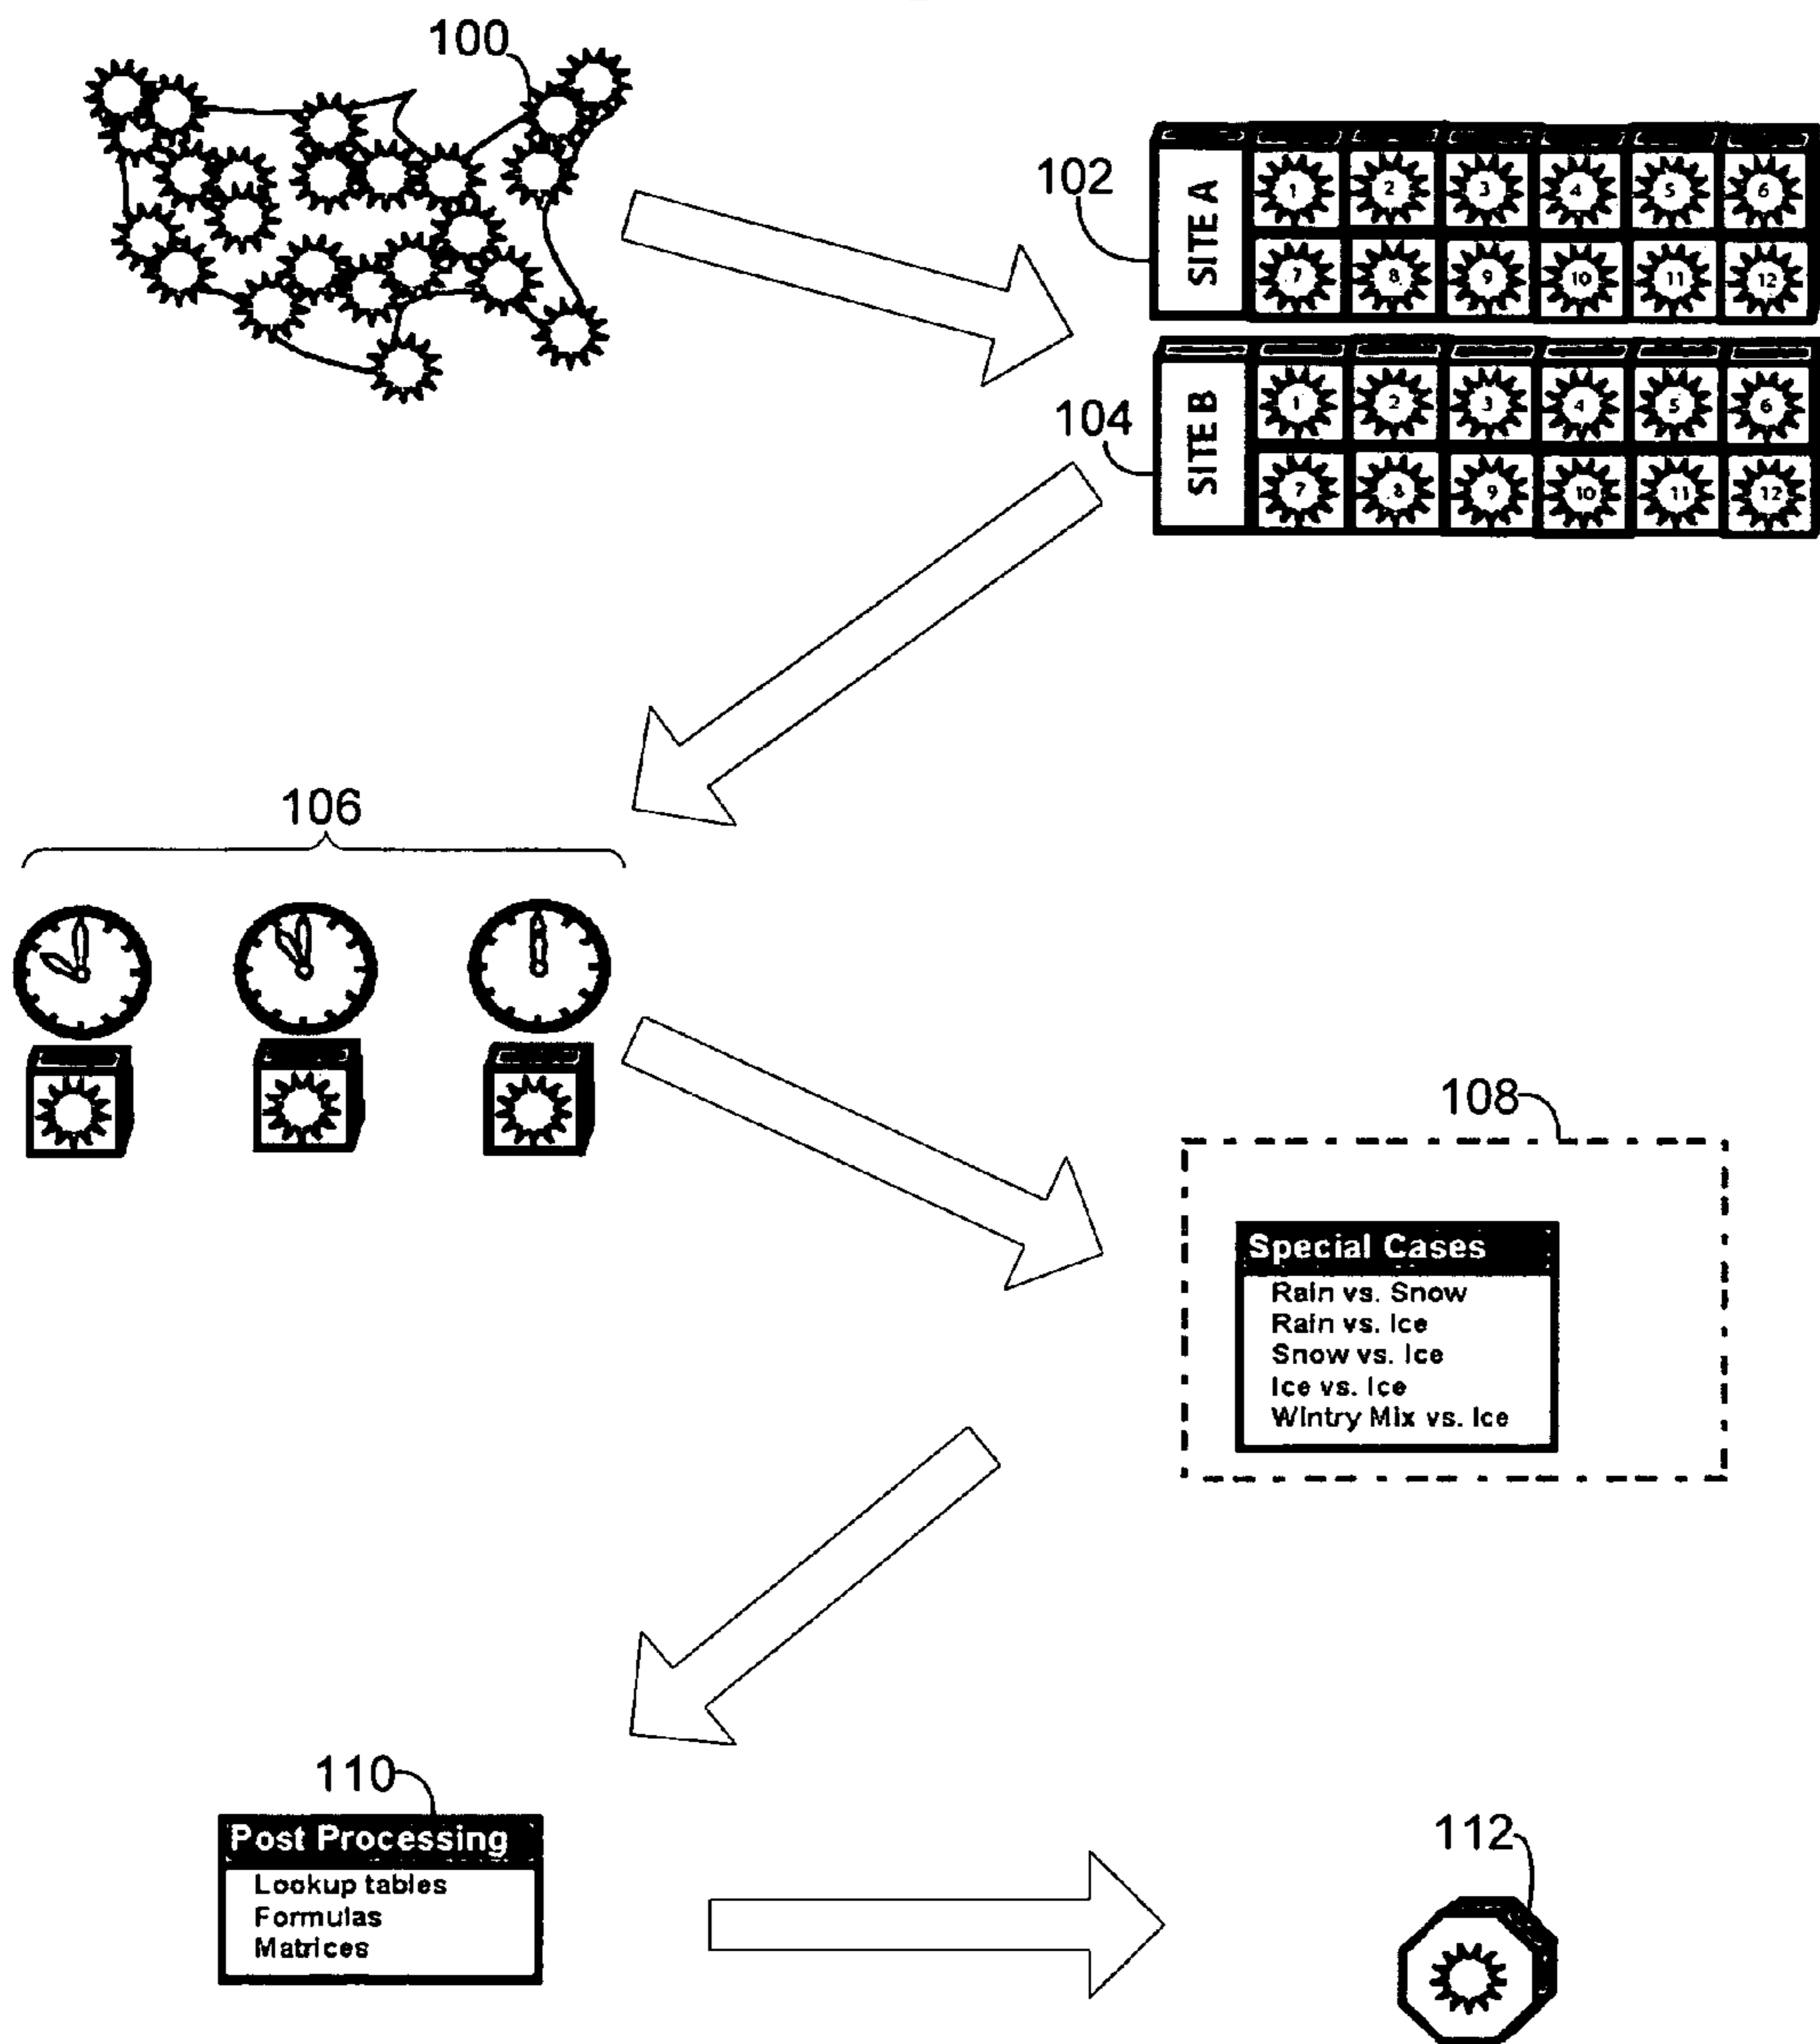 100
102
SITE A
1 2 3 4 5 6
7 8 9 10 11 12
104
SITE B
1 2 3 4 5 6
7 8 9 10 11 12
106
108
Special Cases
Rain vs. Snow
Rain vs. Ice
Snow vs. Ice
Ice vs. Ice
Wintry Mix vs. Ice
110
Post Processing
Lookup tables
Formulas
Matrices
112